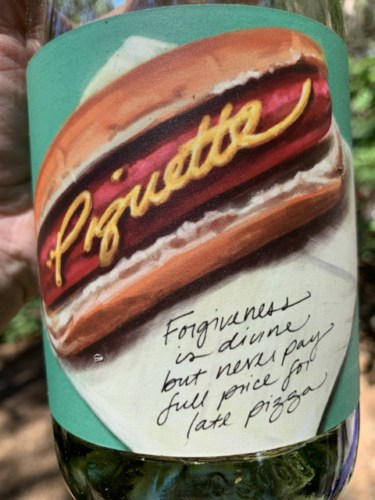 Piquette
Forgiveness
is divine
but never pay
full price for
late pizza